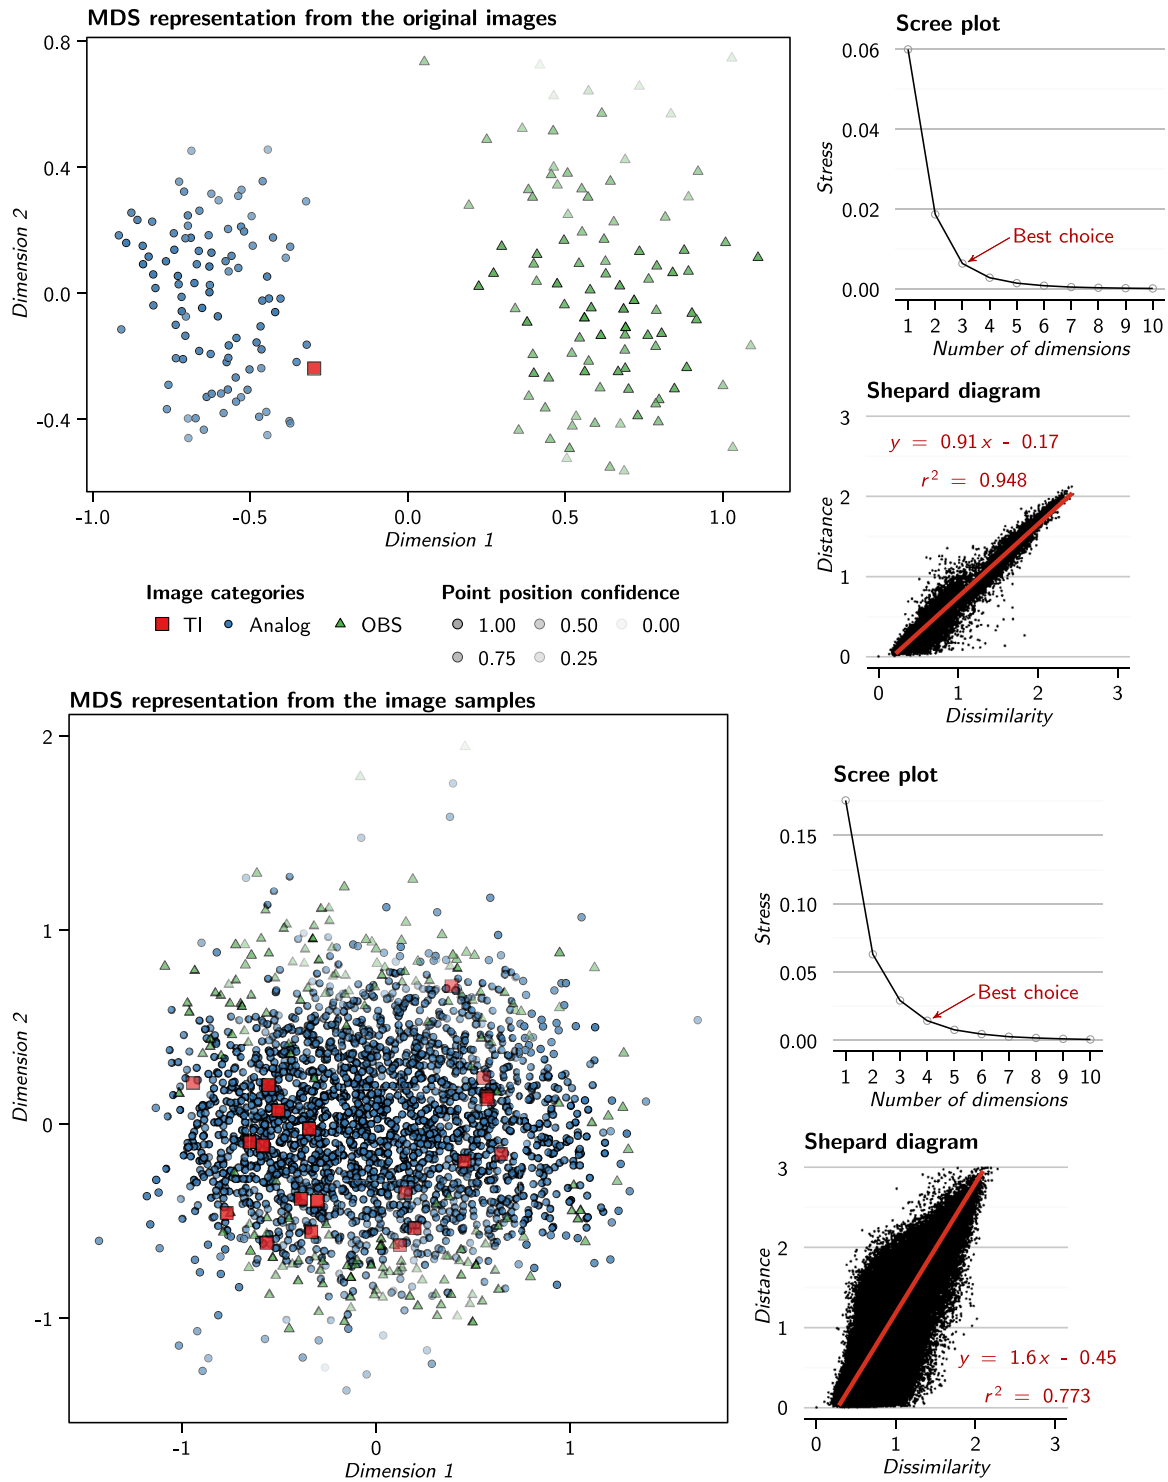 MDS representation from the original images
0.8
0.4
0.0
-0.4
Dimension 2
-1.0 -0.5 0.0 0.5 1.0
Dimension 1
Scree plot
0.06
0.04
0.02
0.00
Stress
Best choice
1 2 3 4 5 6 7 8 9 10
Number of dimensions
Shepard diagram
3
2
1
0
Distance
y = 0.91x - 0.17
r² = 0.948
0 1 2 3
Dissimilarity
Image categories
TI Analog OBS
Point position confidence
1.00 0.50 0.00
0.75 0.25
MDS representation from the image samples
2
1
0
-1
Dimension 2
-1 0 1
Dimension 1
Scree plot
0.15
0.10
0.05
0.00
Stress
Best choice
1 2 3 4 5 6 7 8 9 10
Number of dimensions
Shepard diagram
3
2
1
0
Distance
y = 1.6x - 0.45
r² = 0.773
0 1 2 3
Dissimilarity